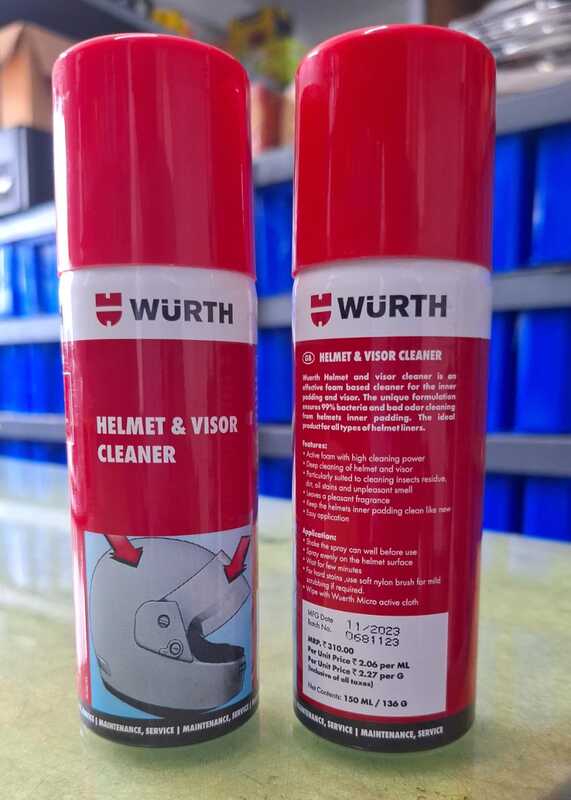 WÜRTH
HELMET & VISOR
CLEANER
MAINTENANCE, SERVICE | MAINTENANCE, SERVICE
WÜRTH
GB HELMET & VISOR CLEANER
Wuerth Helmet and visor cleaner is an
effective foam based cleaner for the inner
padding and visor. The unique formulation
ensures 99% bacteria and bad odor cleaning
from helmets inner padding. The ideal
product for all types of helmet liners.
Features:
• Active foam with high cleaning power
• Deep cleaning of helmet and visor
• Particularly suited to cleaning insects residue,
dirt, oil stains and unpleasant smell
• Leaves a pleasant fragrance
• Keep the helmets inner padding clean like new
• Easy application
Application:
• Shake the spray can well before use
• Spray evenly on the helmet surface
• Wait for few minutes
• For hard stains ,use soft nylon brush for mild
scrubbing if required.
• Wipe with Wuerth Micro active cloth
MFG Date 11/2023
Batch No. 0681123
MRP. ₹ 310.00
Per Unit Price ₹ 2.06 per ML
Per Unit Price ₹ 2.27 per G
(Inclusive of all taxes)
Net Contents: 150 ML / 136 G
MAINTENANCE, SERVICE | MAINTENANCE, SERVICE